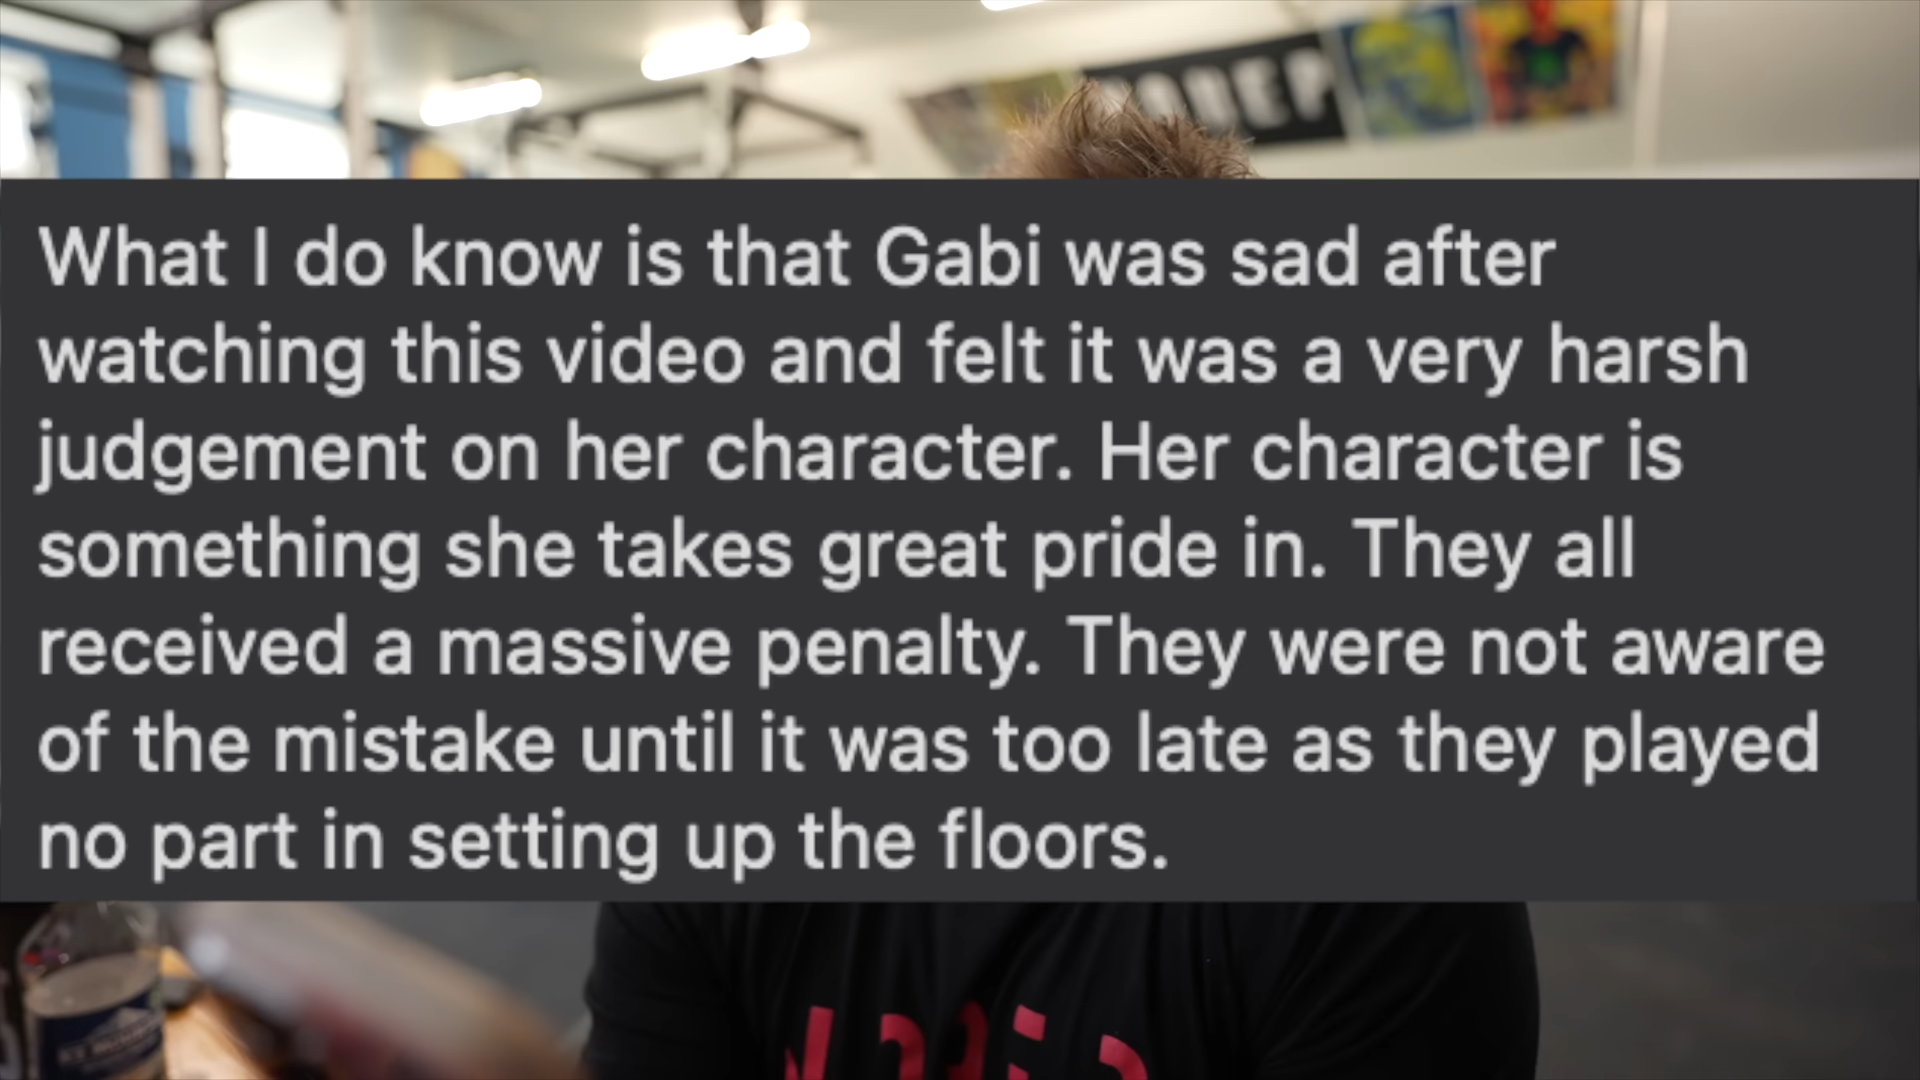 What I do know is that Gabi was sad after
watching this video and felt it was a very harsh
judgement on her character. Her character is
something she takes great pride in. They all
received a massive penalty. They were not aware
of the mistake until it was too late as they played
no part in setting up the floors.